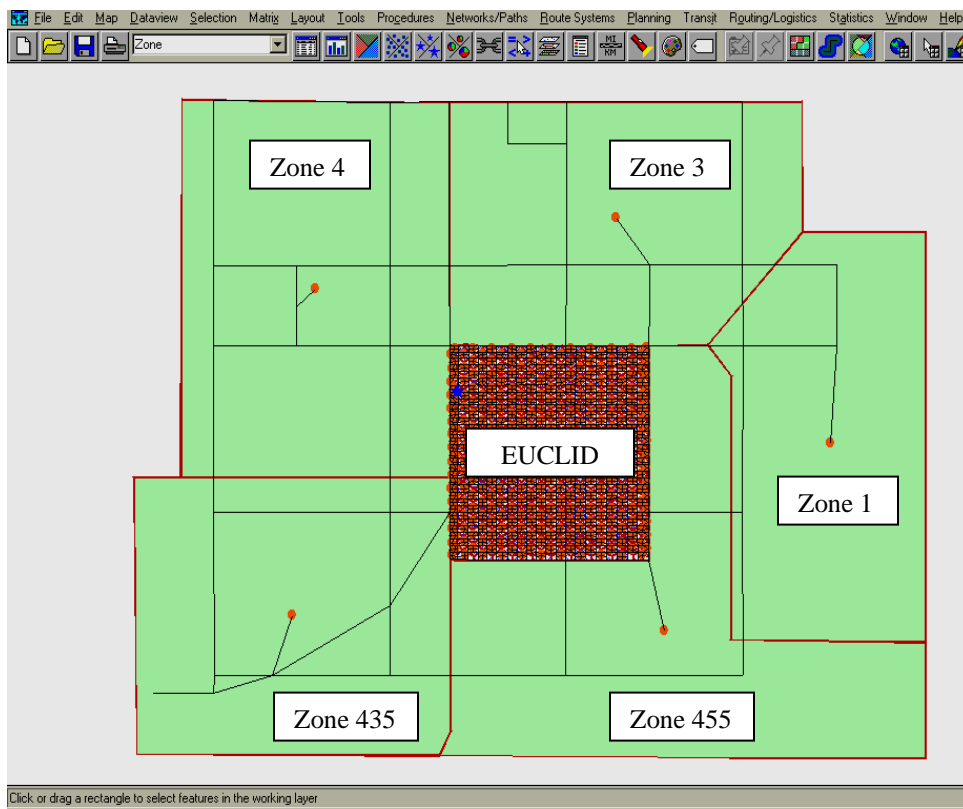 File Edit Map Dataview Selection Matrix Layout Tools Procedures Networks/Paths Route Systems Planning Transit Routing/Logistics Statistics Window Help
Zone
MI
KM
Zone 4
Zone 3
EUCLID
Zone 1
Zone 435
Zone 455
Click or drag a rectangle to select features in the working layer